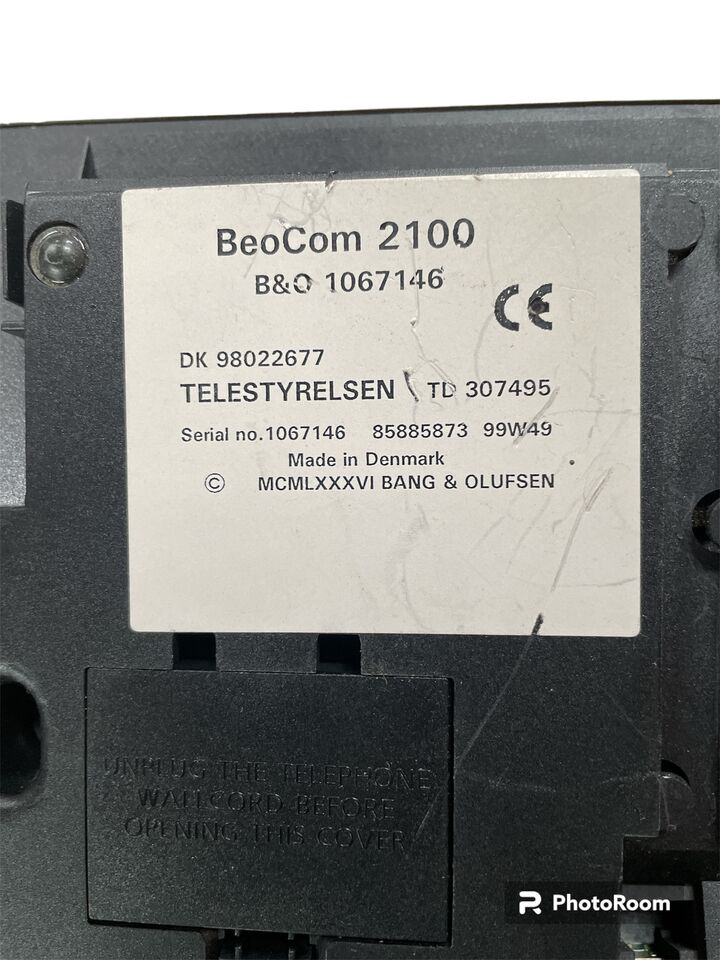 BeoCom 2100
B&O 1067146
CE
DK 98022677
TELESTYRELSEN TD 307495
Serial no.1067146 85885873 99W49
Made in Denmark
© MCMLXXXVI BANG & OLUFSEN
UNPLUG THE TELEPHONE
WALLCORD BEFORE
OPENING THIS COVER
PhotoRoom